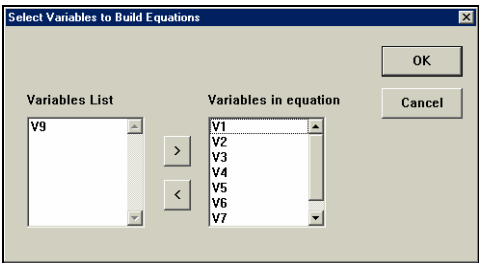 Select Variables to Build Equations
OK
Cancel
Variables List
Variables in equation
V9
>
<
V1
V2
V3
V4
V5
V6
V7